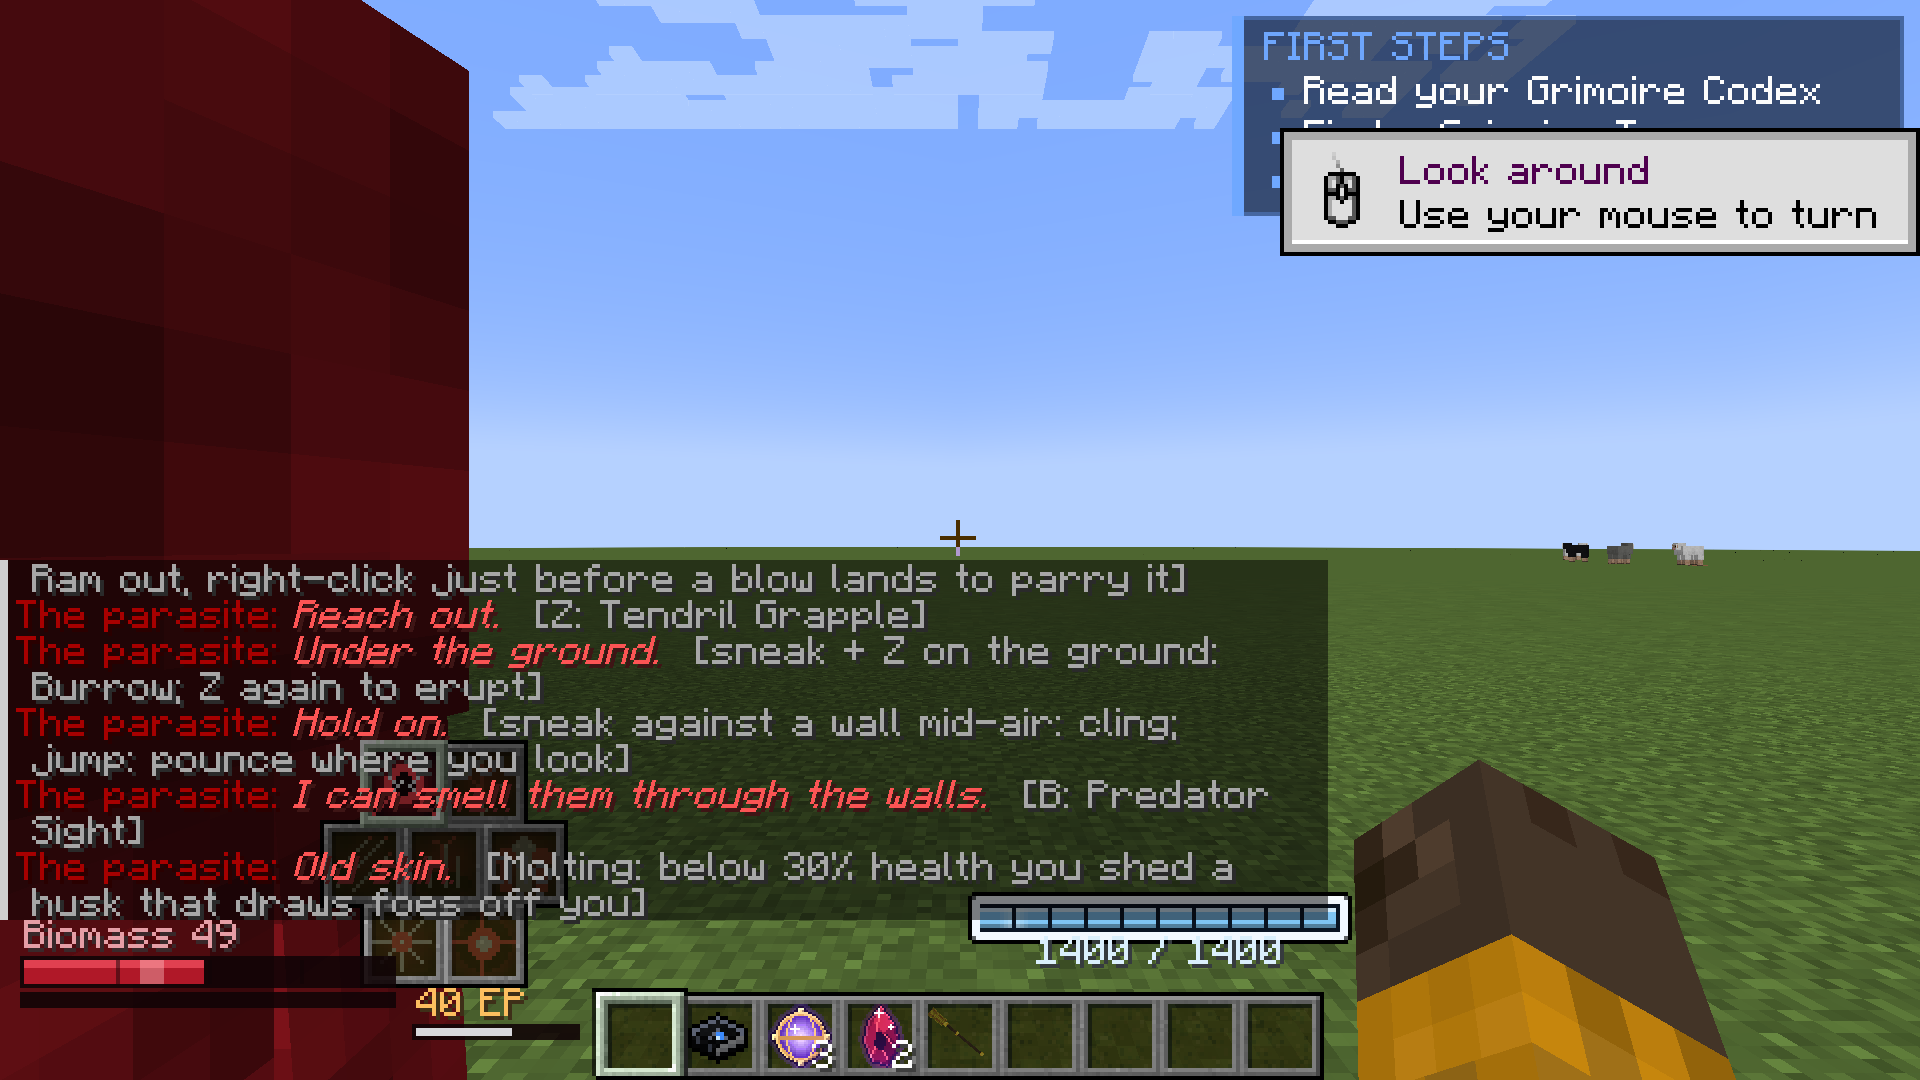 FIRST STEPS
Read your Grimoire Codex
Look around
Use your mouse to turn
Ram out, right-click just before a blow lands to parry it]
The parasite: Reach out. [Z: Tendril Grapple]
The parasite: Under the ground. [sneak + Z on the ground:
Burrow; Z again to erupt]
The parasite: Hold on. [sneak against a wall mid-air: cling;
jump: pounce where you look]
The parasite: I can smell them through the walls. [B: Predator
Sight]
The parasite: Old skin. [Molting: below 30% health you shed a
husk that draws foes off you]
Biomass 49
1400 / 1400
40 EP
3
2